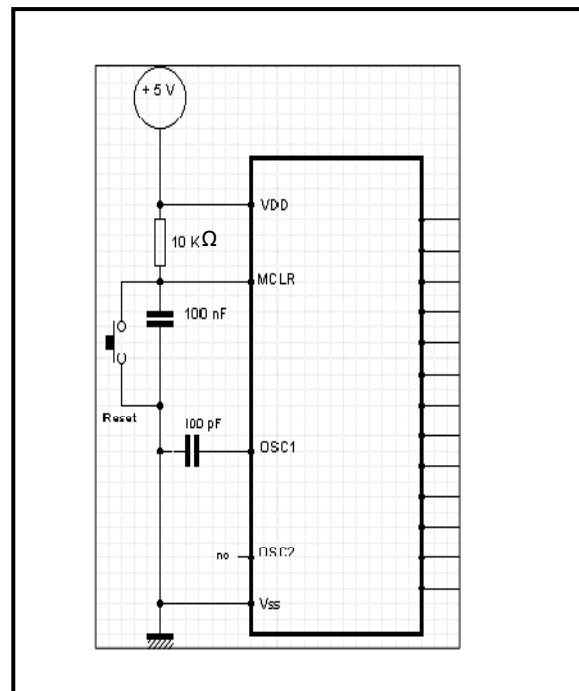 + 5 V
VDD
10 KΩ
MCLR
100 nF
Reset
100 pF
OSC1
no
OSC2
Vss